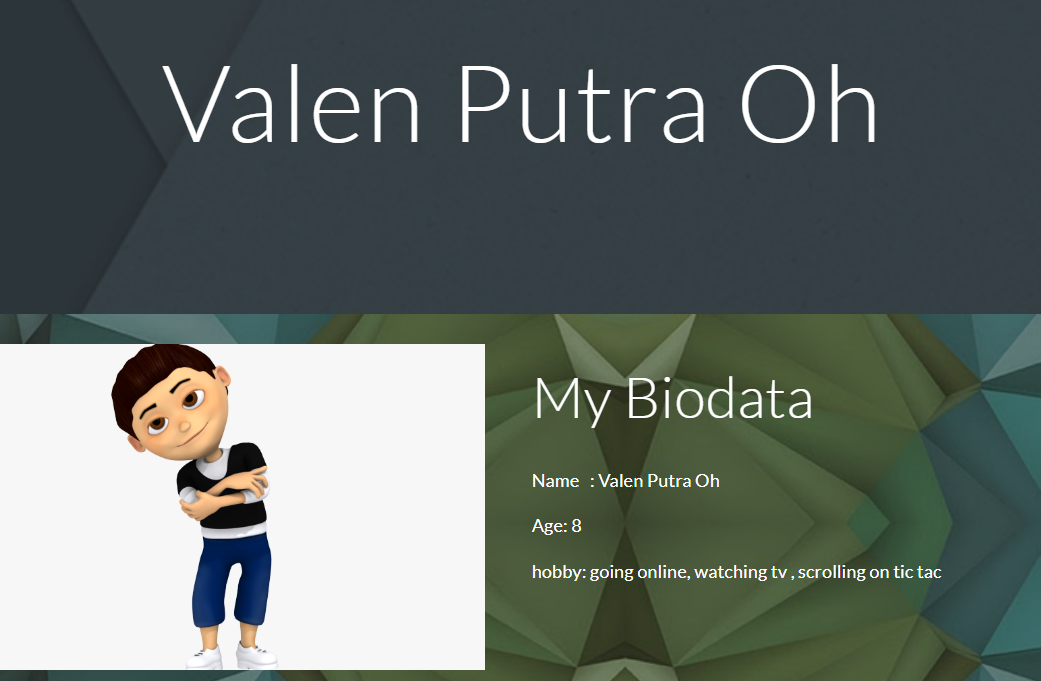 Valen Putra Oh
My Biodata
Name  : Valen Putra Oh
Age: 8
hobby: going online, watching tv , scrolling on tic tac